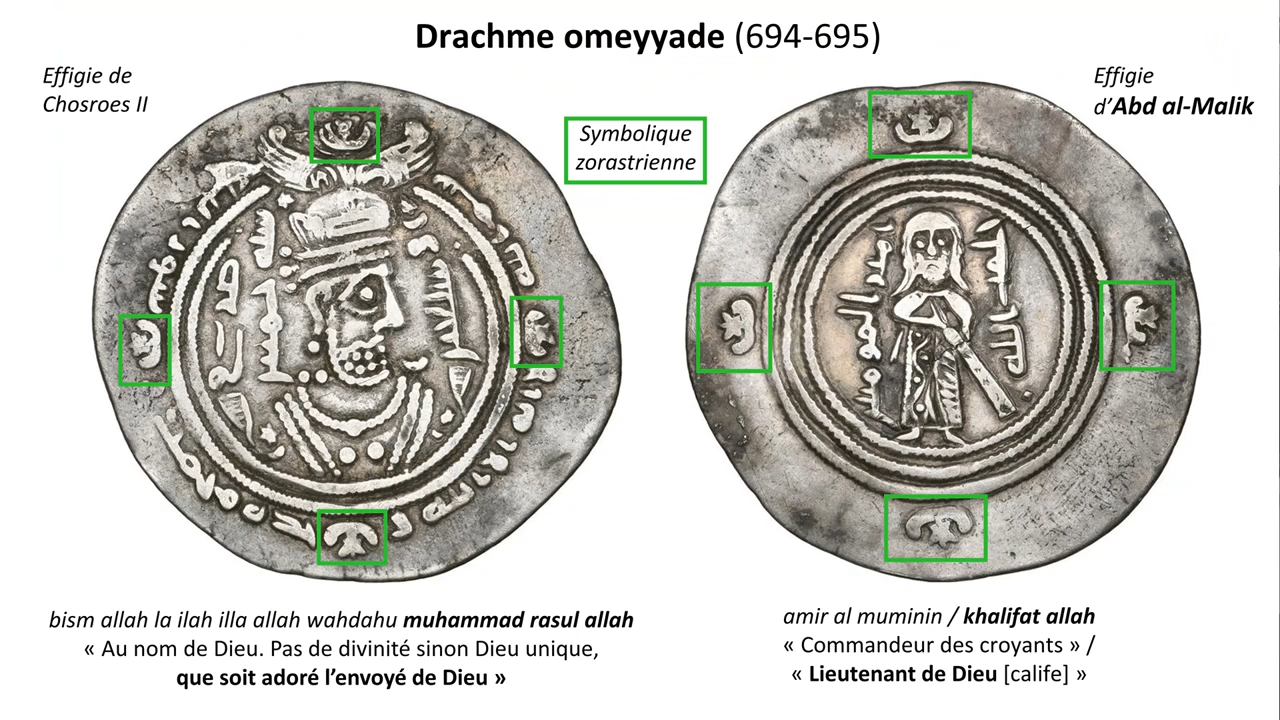 Drachme omeyyade (694-695)
Effigie de
Chosroes II
Symbolique
zorastrienne
Effigie
d’Abd al-Malik
bism allah la ilah illa allah wahdahu muhammad rasul allah
« Au nom de Dieu. Pas de divinité sinon Dieu unique,
que soit adoré l’envoyé de Dieu »
amir al muminin / khalifat allah
« Commandeur des croyants » /
« Lieutenant de Dieu [calife] »